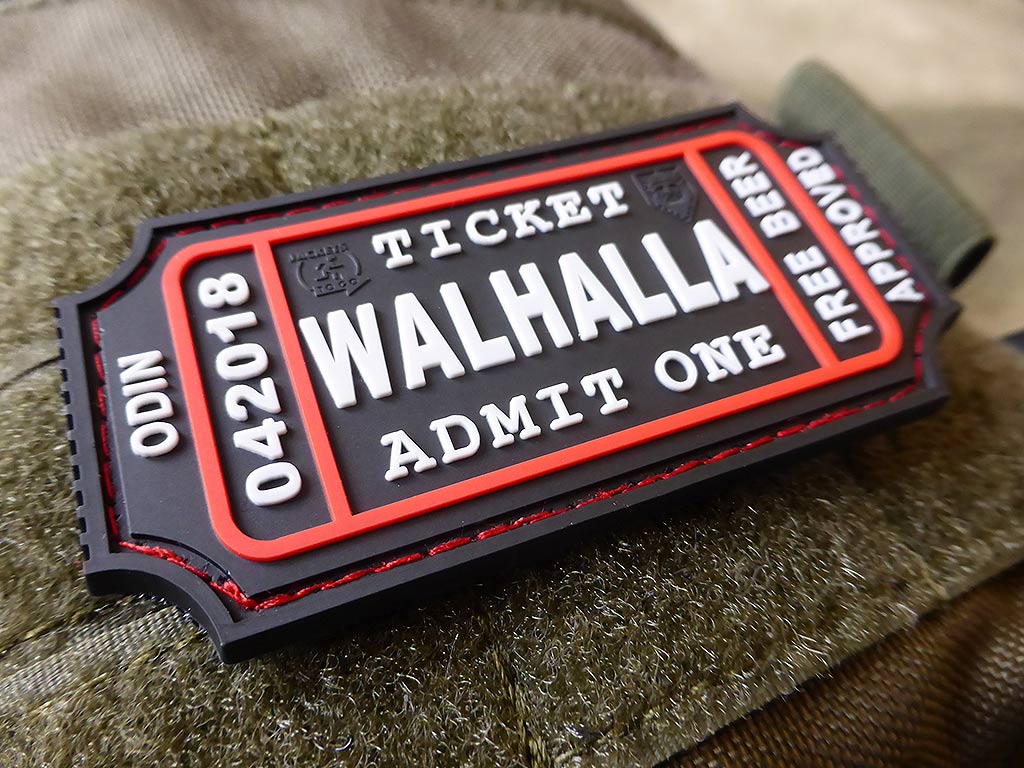 ODIN
042018
TICKET
WALHALLA
ADMIT ONE
FREE BEER
APPROVED